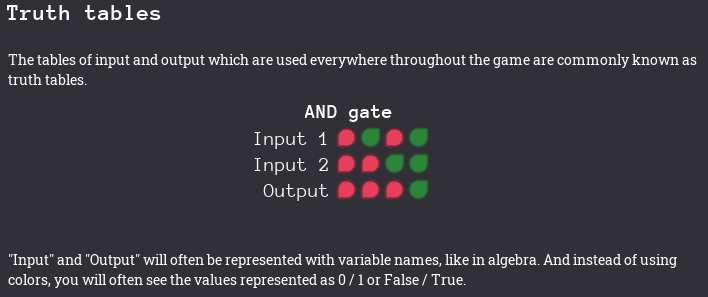 Truth tables
The tables of input and output which are used everywhere throughout the game are commonly known as
truth tables.
AND gate
Input 1
Input 2
Output
"Input" and "Output" will often be represented with variable names, like in algebra. And instead of using
colors, you will often see the values represented as 0 / 1 or False / True.